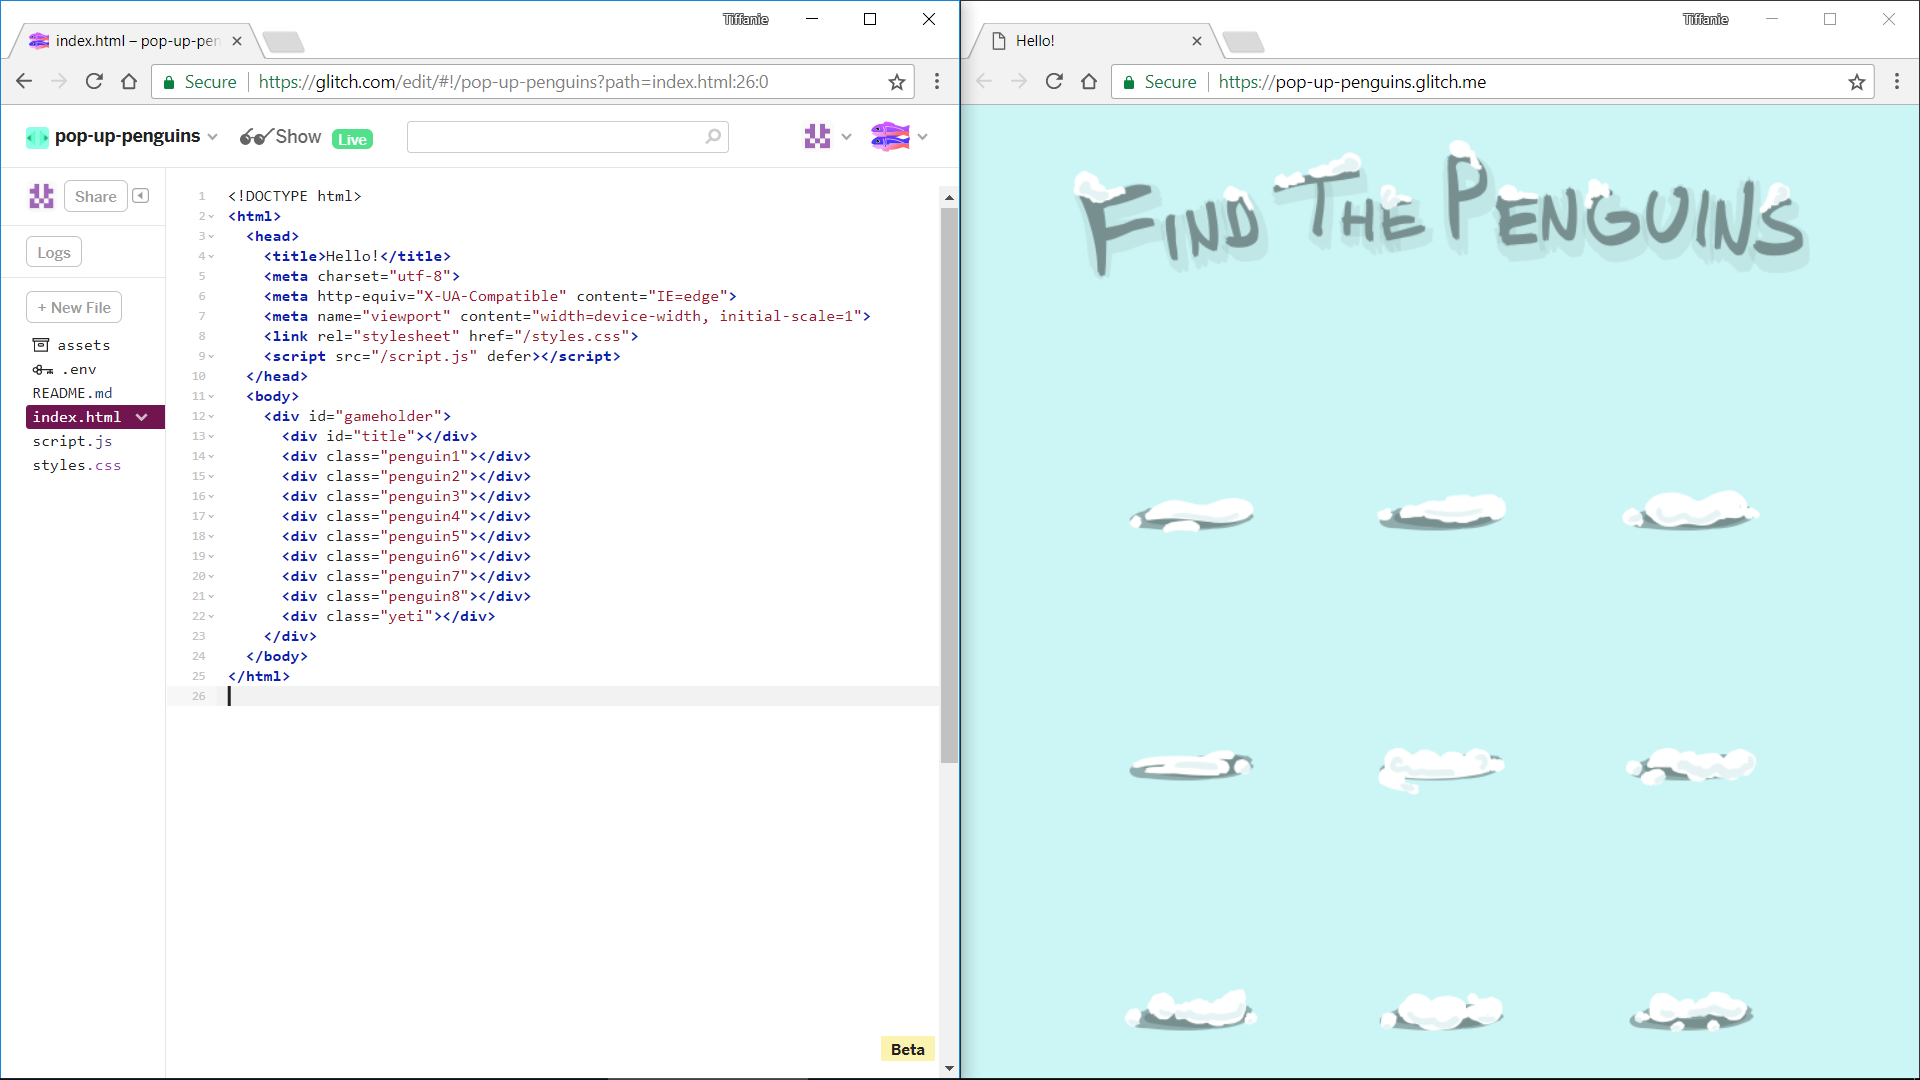 Tiffanie
index.html – pop-up-pen
Secure
https://glitch.com/edit/#!/pop-up-penguins?path=index.html:26:0
pop-up-penguins
Show
Live
Share
Logs
+ New File
assets
.env
README.md
index.html
script.js
styles.css
1 <!DOCTYPE html>
2 <html>
3 <head>
4 <title>Hello!</title>
5 <meta charset="utf-8">
6 <meta http-equiv="X-UA-Compatible" content="IE=edge">
7 <meta name="viewport" content="width=device-width, initial-scale=1">
8 <link rel="stylesheet" href="/styles.css">
9 <script src="/script.js" defer></script>
10 </head>
11 <body>
12 <div id="gameholder">
13 <div id="title"></div>
14 <div class="penguin1"></div>
15 <div class="penguin2"></div>
16 <div class="penguin3"></div>
17 <div class="penguin4"></div>
18 <div class="penguin5"></div>
19 <div class="penguin6"></div>
20 <div class="penguin7"></div>
21 <div class="penguin8"></div>
22 <div class="yeti"></div>
23 </div>
24 </body>
25 </html>
26
Beta
Tiffanie
Hello!
Secure
https://pop-up-penguins.glitch.me
FIND THE PENGUINS